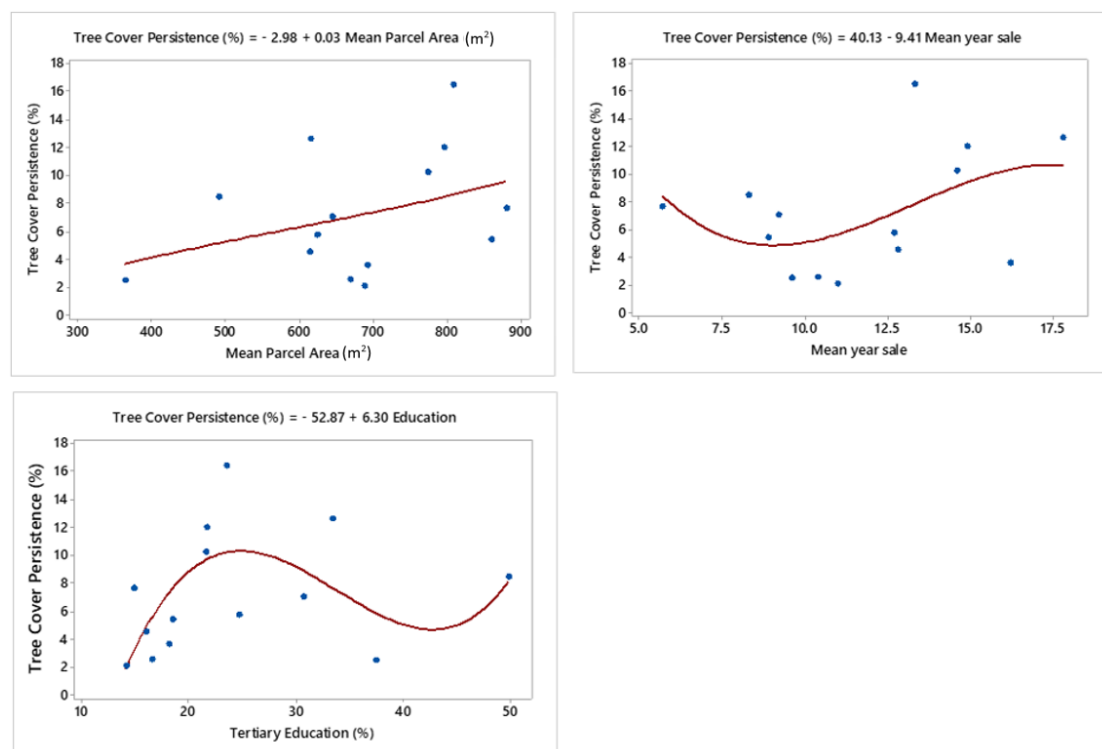 Tree Cover Persistence (%) = - 2.98 + 0.03 Mean Parcel Area (m²)
18
16
14
12
10
8
6
4
2
0
Tree Cover Persistence (%)
300 400 500 600 700 800 900
Mean Parcel Area (m²)
Tree Cover Persistence (%) = 40.13 - 9.41 Mean year sale
18
16
14
12
10
8
6
4
2
0
Tree Cover Persistence (%)
5.0 7.5 10.0 12.5 15.0 17.5
Mean year sale
Tree Cover Persistence (%) = - 52.87 + 6.30 Education
18
16
14
12
10
8
6
4
2
0
Tree Cover Persistence (%)
10 20 30 40 50
Tertiary Education (%)